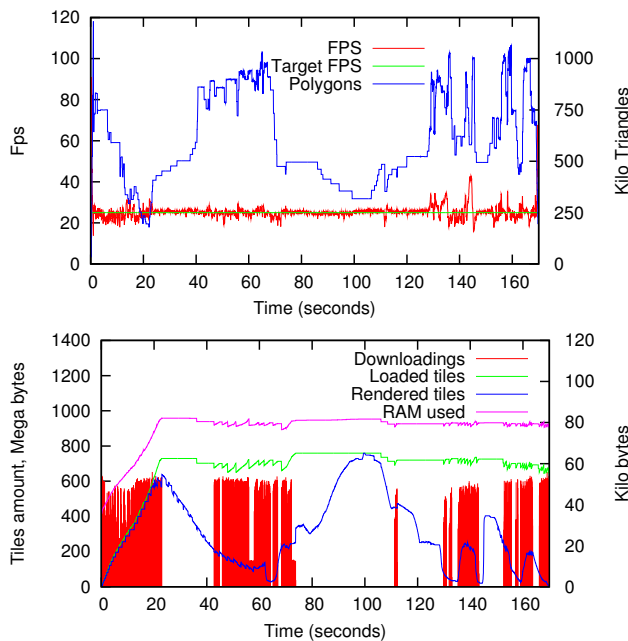 120
100
80
60
40
20
0
Fps
FPS
Target FPS
Polygons
1000
750
500
250
0
Kilo Triangles
0 20 40 60 80 100 120 140 160
Time (seconds)
1400
1200
1000
800
600
400
200
0
Tiles amount, Mega bytes
Downloadings
Loaded tiles
Rendered tiles
RAM used
120
100
80
60
40
20
0
Kilo bytes
0 20 40 60 80 100 120 140 160
Time (seconds)